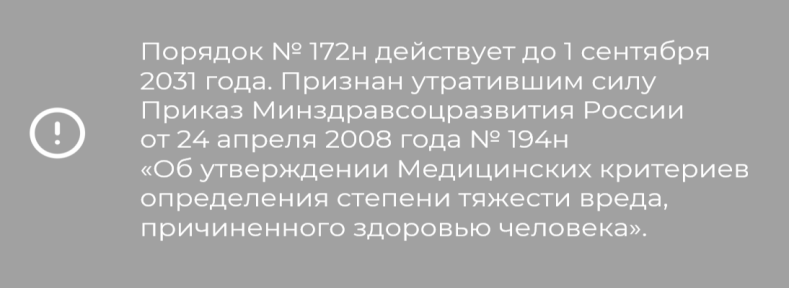 Порядок № 172н действует до 1 сентября
2031 года. Признан утратившим силу
Приказ Минздравсоцразвития России
от 24 апреля 2008 года № 194н
«Об утверждении Медицинских критериев
определения степени тяжести вреда,
причиненного здоровью человека».